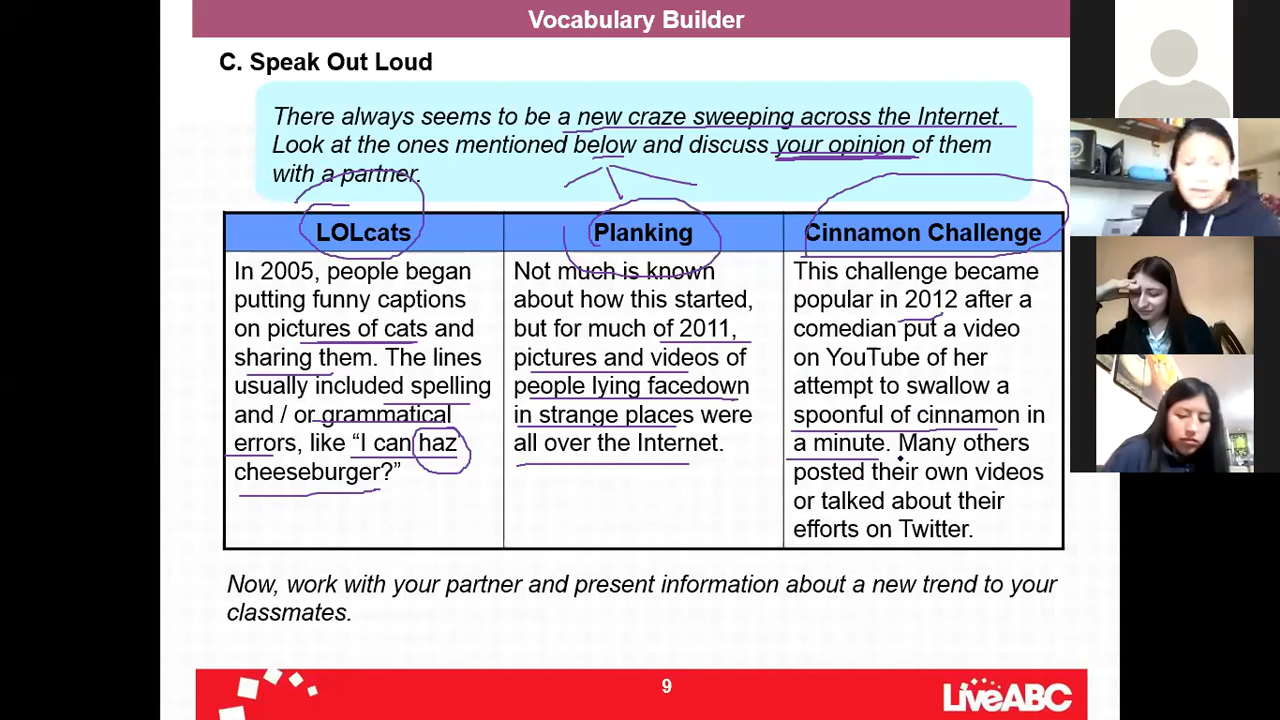 Vocabulary Builder
C. Speak Out Loud
There always seems to be a new craze sweeping across the Internet.
Look at the ones mentioned below and discuss your opinion of them
with a partner.
LOLcats
In 2005, people began
putting funny captions
on pictures of cats and
sharing them. The lines
usually included spelling
and / or grammatical
errors, like “I can haz
cheeseburger?”
Planking
Not much is known
about how this started,
but for much of 2011,
pictures and videos of
people lying facedown
in strange places were
all over the Internet.
Cinnamon Challenge
This challenge became
popular in 2012 after a
comedian put a video
on YouTube of her
attempt to swallow a
spoonful of cinnamon in
a minute. Many others
posted their own videos
or talked about their
efforts on Twitter.
Now, work with your partner and present information about a new trend to your
classmates.
9
LiveABC